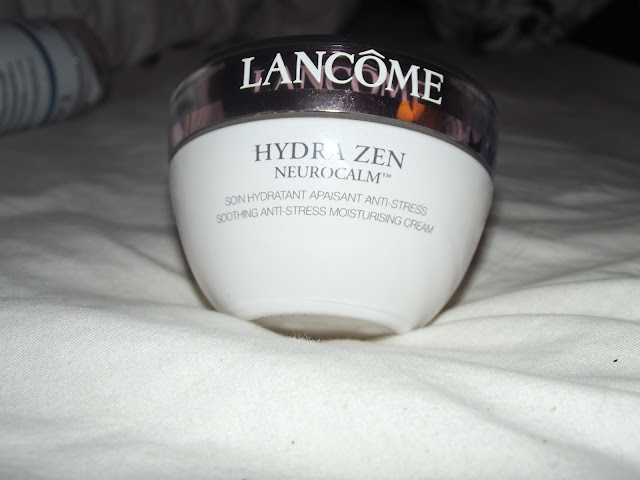 LANCÔME
HYDRA ZEN
NEUROCALM™
SOIN HYDRATANT APAISANT ANTI-STRESS
SOOTHING ANTI-STRESS MOISTURISING CREAM